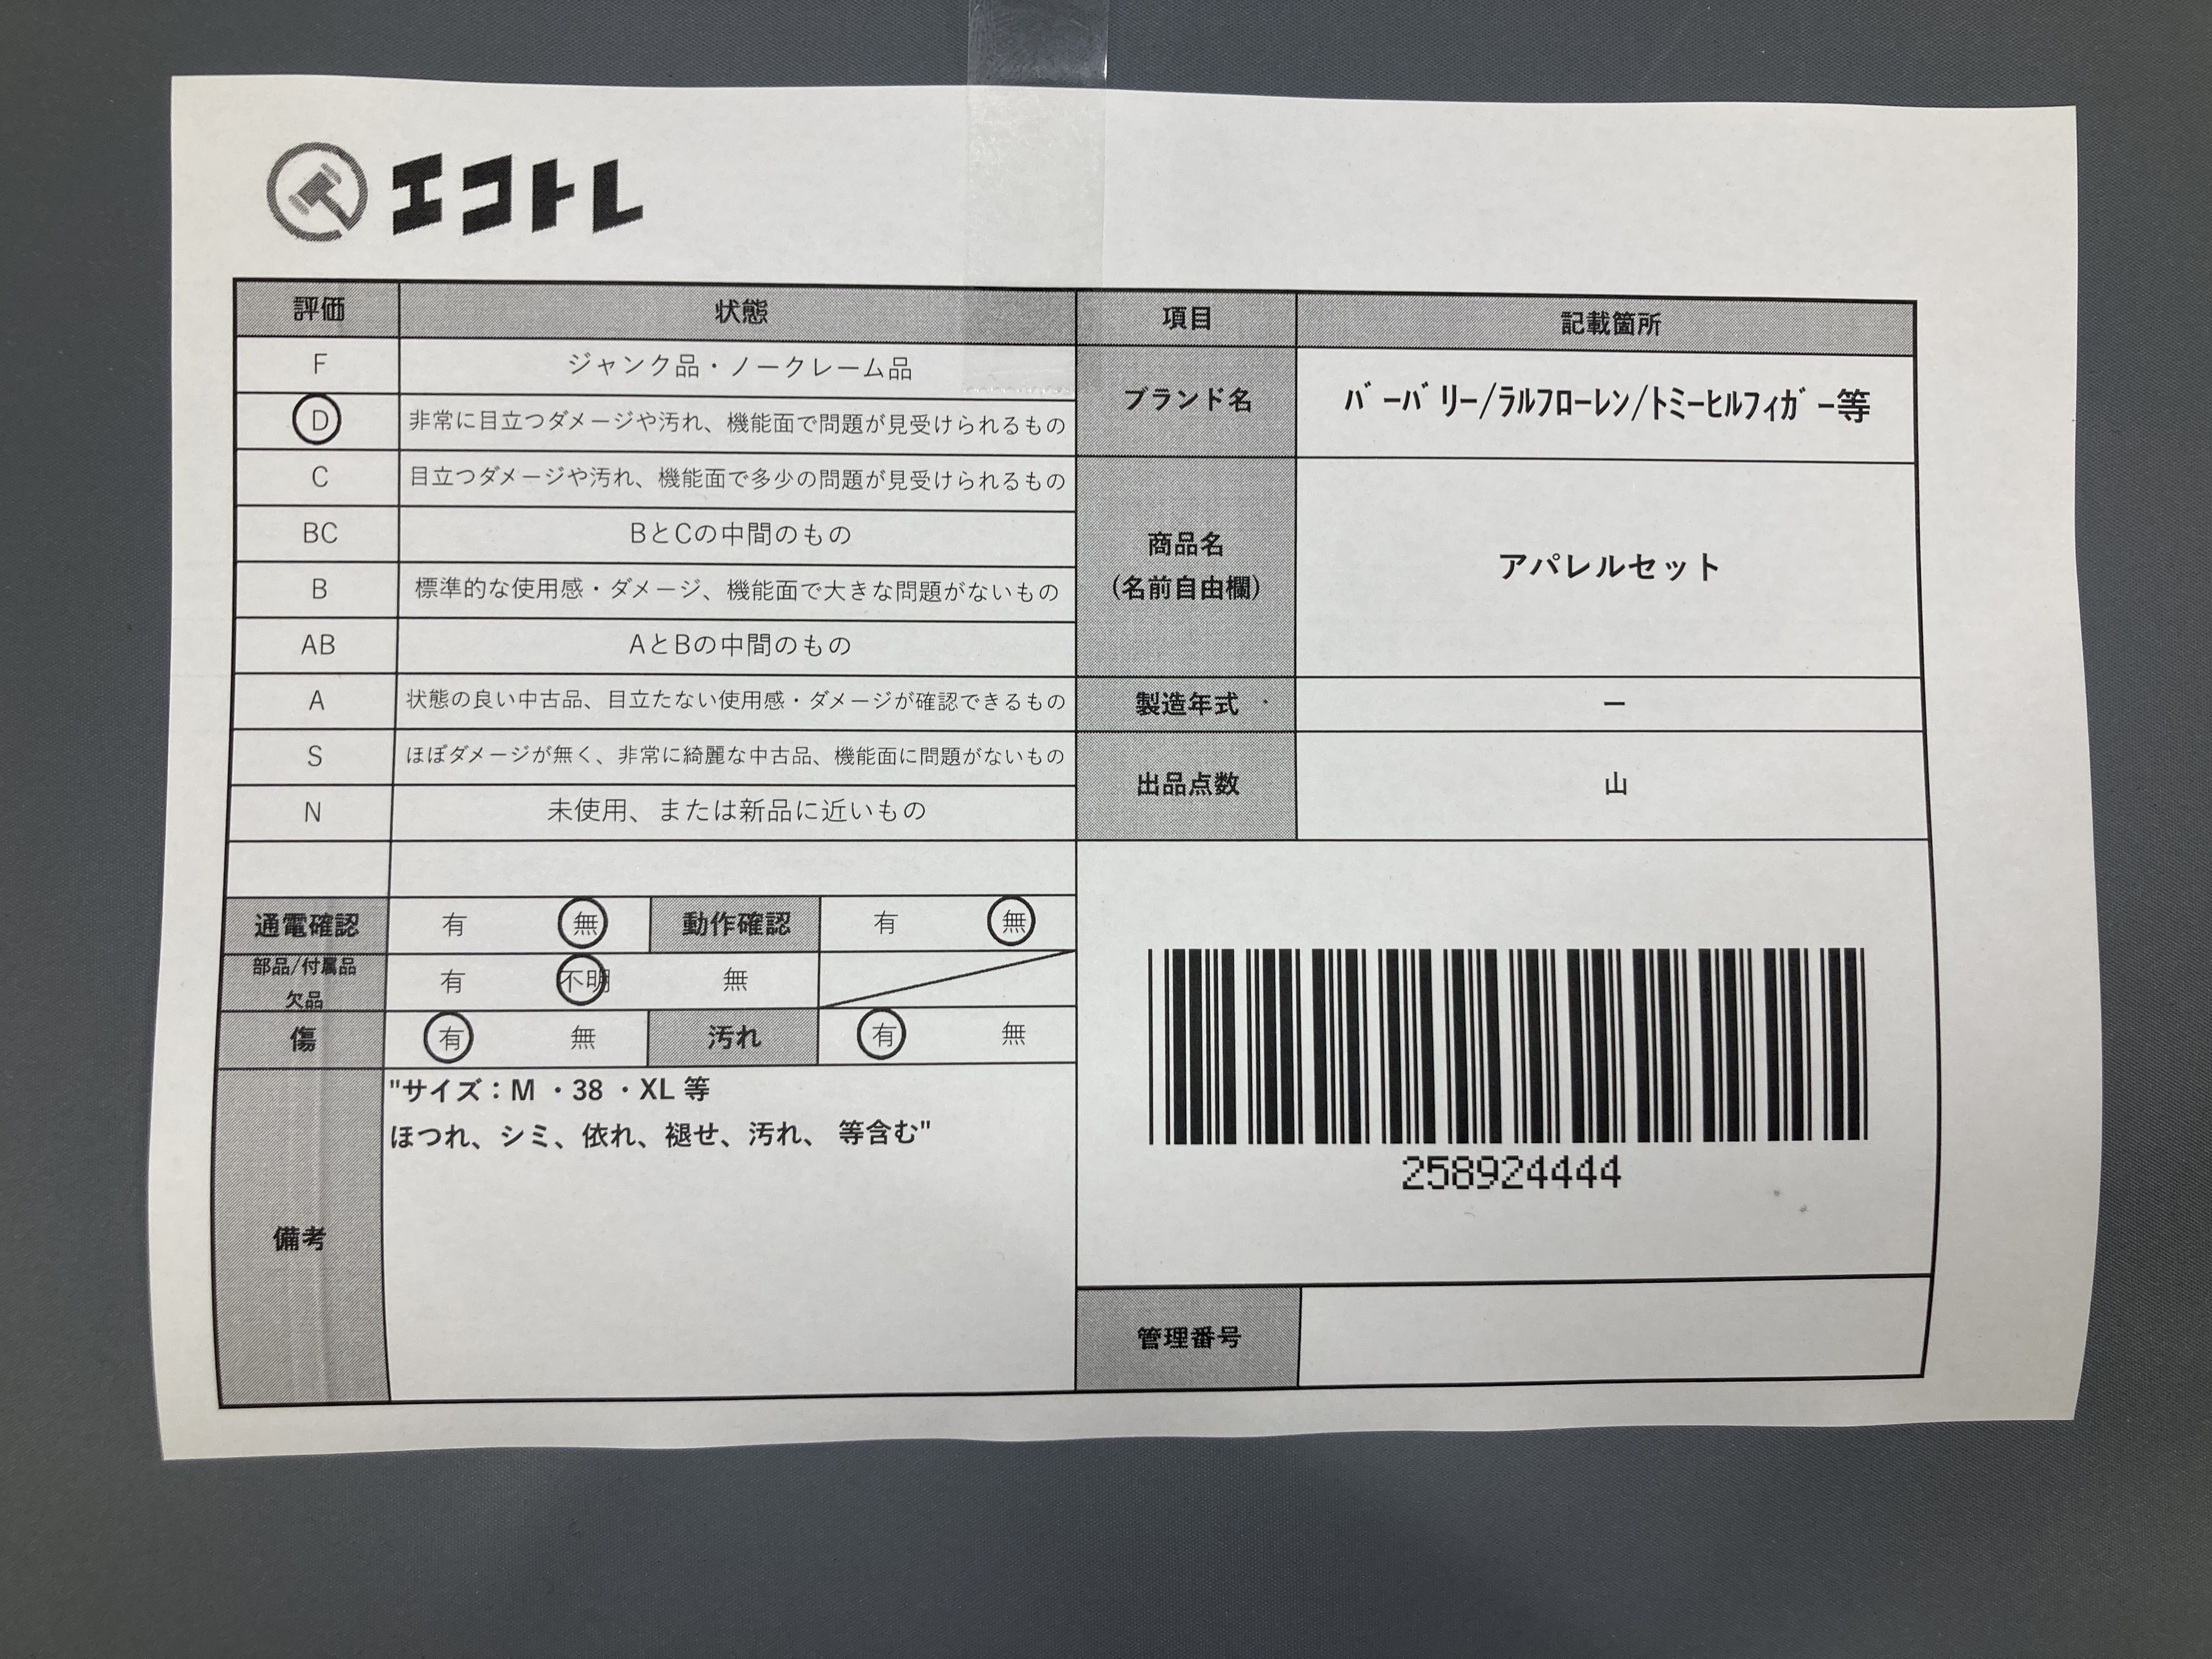 エコトレ
評価 状態 項目 記載箇所
F ジャンク品・ノークレーム品
D 非常に目立つダメージや汚れ、機能面で問題が見受けられるもの
ブランド名 ﾊﾞｰﾊﾞﾘｰ/ﾗﾙﾌﾛｰﾚﾝ/ﾄﾐｰﾋﾙﾌｨｶﾞｰ等
C 目立つダメージや汚れ、機能面で多少の問題が見受けられるもの
BC BとCの中間のもの
B 標準的な使用感・ダメージ、機能面で大きな問題がないもの
AB AとBの中間のもの
商品名
(名前自由欄)
アパレルセット
A 状態の良い中古品、目立たない使用感・ダメージが確認できるもの
製造年式 ー
S ほぼダメージが無く、非常に綺麗な中古品、機能面に問題がないもの
N 未使用、または新品に近いもの
出品点数 山
通電確認 有 無 動作確認 有 無
部品/付属品
欠品
有 不明 無
傷 有 無 汚れ 有 無
備考
"サイズ：M ・38 ・XL 等
ほつれ、シミ、依れ、褪せ、汚れ、 等含む"
258924444
管理番号